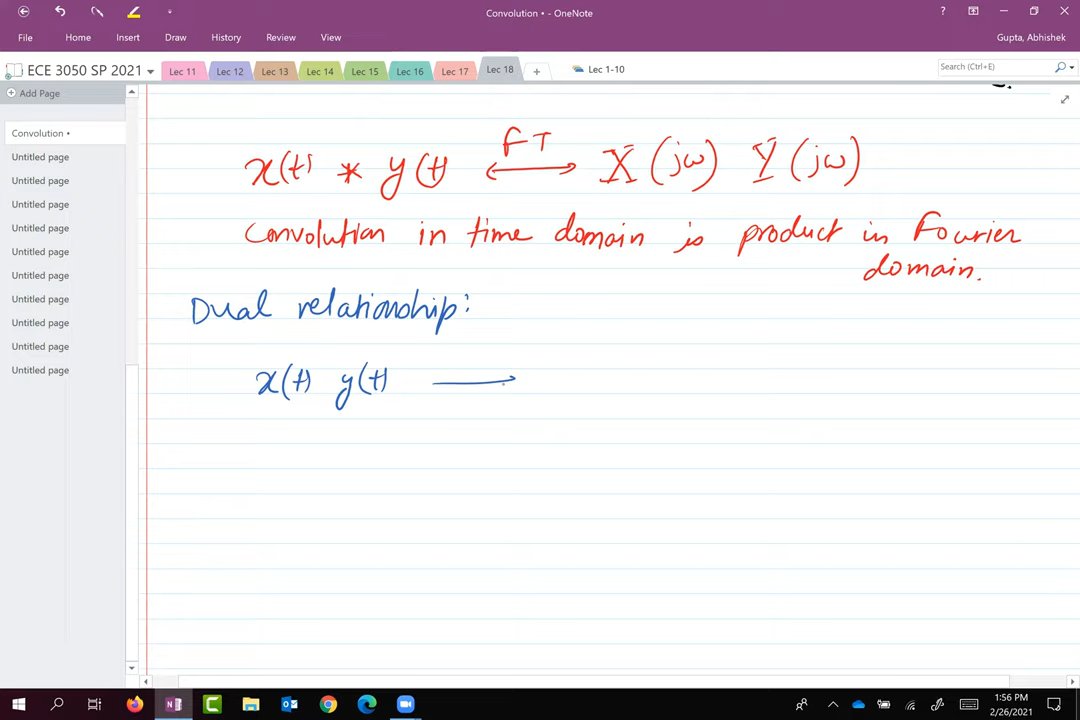 Convolution • - OneNote
?
File Home Insert Draw History Review View
Gupta, Abhishek
ECE 3050 SP 2021
Lec 11 Lec 12 Lec 13 Lec 14 Lec 15 Lec 16 Lec 17 Lec 18 + Lec 1-10
Search (Ctrl+E)
Add Page
Convolution •
Untitled page
Untitled page
Untitled page
Untitled page
Untitled page
Untitled page
Untitled page
Untitled page
Untitled page
Untitled page
x(t) * y(t) <-FT-> X(jω) Y(jω)
Convolution in time domain is product in Fourier
domain.
Dual relationship:
x(t) y(t) ⟶
1:56 PM
2/26/2021